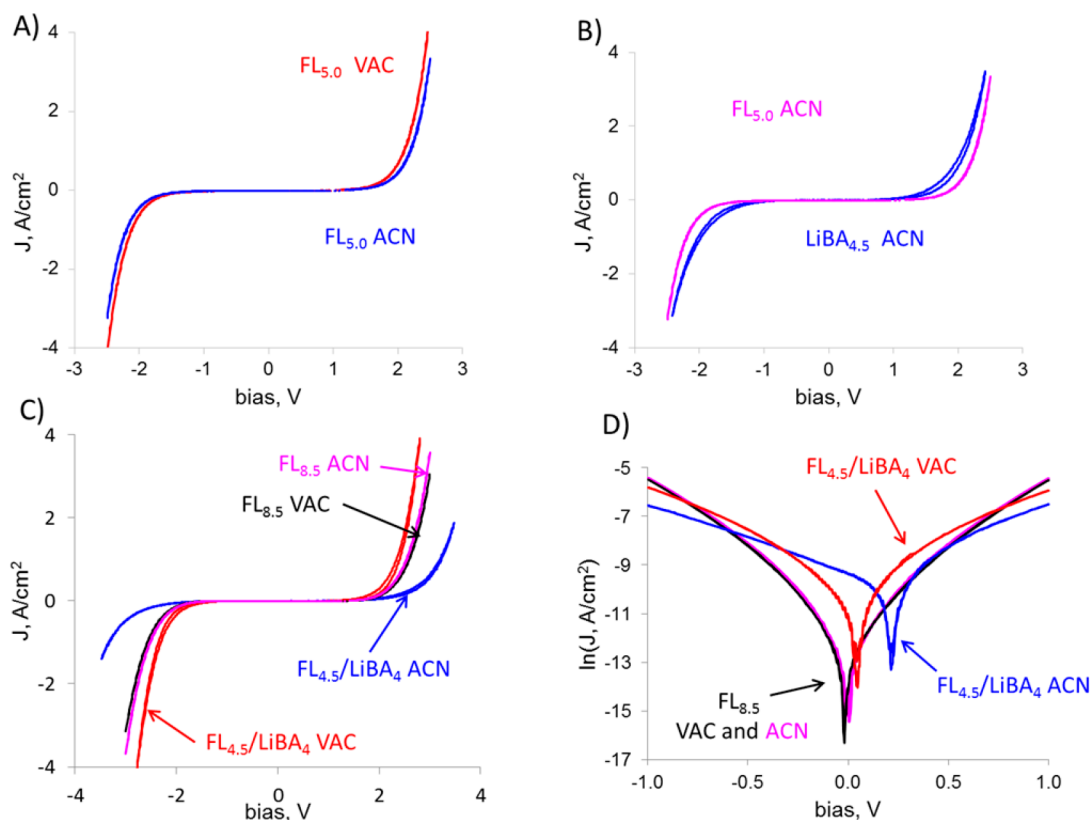 A)
4
2
0
-2
-4
J, A/cm²
FL₅.₀ VAC
FL₅.₀ ACN
-3 -2 -1 0 1 2 3
bias, V
B)
4
2
0
-2
-4
J, A/cm²
FL₅.₀ ACN
LiBA₄.₅ ACN
-3 -2 -1 0 1 2 3
bias, V
C)
4
2
0
-2
-4
J, A/cm²
FL₈.₅ ACN
FL₈.₅ VAC
FL₄.₅/LiBA₄ ACN
FL₄.₅/LiBA₄ VAC
-4 -2 0 2 4
bias, V
D)
-5
-7
-9
-11
-13
-15
-17
ln(J, A/cm²)
FL₄.₅/LiBA₄ VAC
FL₄.₅/LiBA₄ ACN
FL₈.₅
VAC and ACN
-1.0 -0.5 0.0 0.5 1.0
bias, V